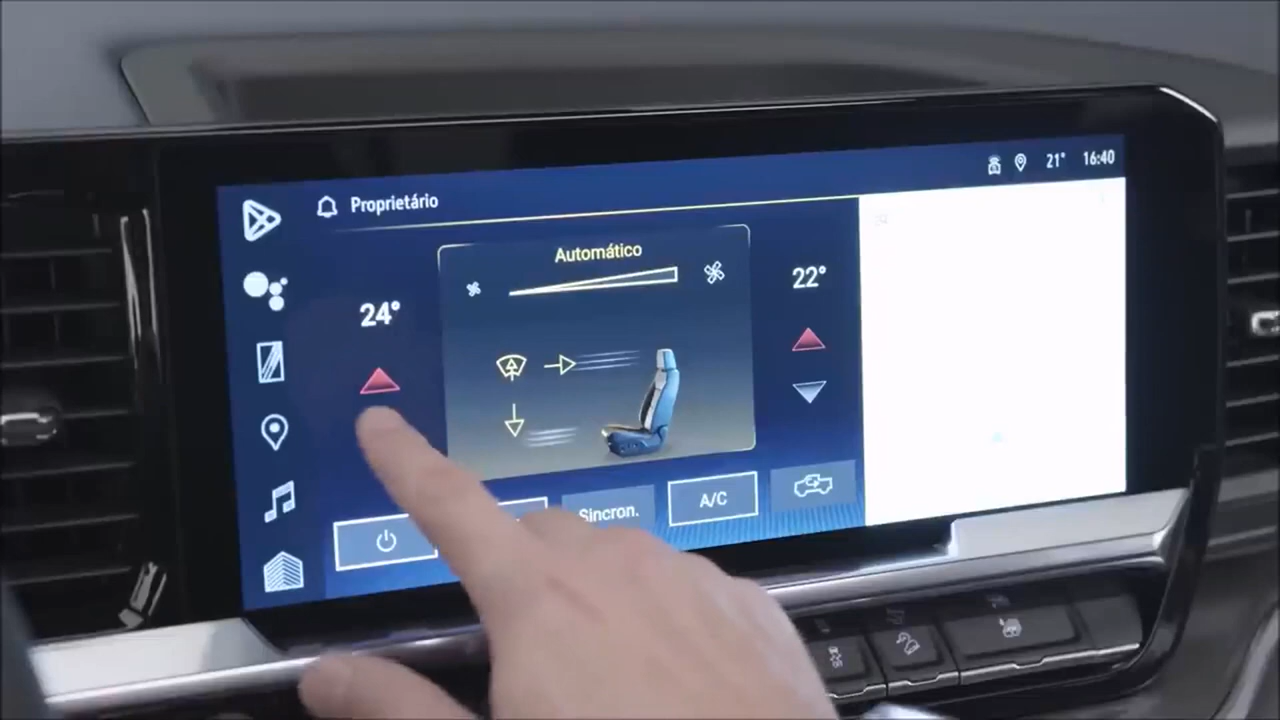 Proprietário
21° 16:40
Automático
24°
22°
Sincron.
A/C